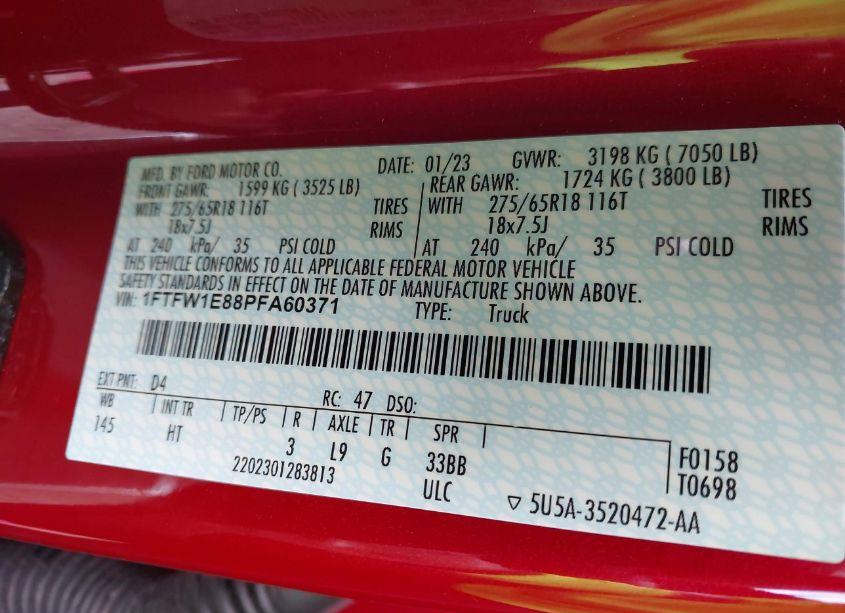 MFD. BY FORD MOTOR CO. DATE: 01/23 GVWR: 3198 KG ( 7050 LB)
FRONT GAWR: 1599 KG ( 3525 LB) REAR GAWR: 1724 KG ( 3800 LB)
WITH 275/65R18 116T TIRES WITH 275/65R18 116T TIRES
18x7.5J RIMS 18x7.5J RIMS
AT 240 kPa/ 35 PSI COLD AT 240 kPa/ 35 PSI COLD
THIS VEHICLE CONFORMS TO ALL APPLICABLE FEDERAL MOTOR VEHICLE
SAFETY STANDARDS IN EFFECT ON THE DATE OF MANUFACTURE SHOWN ABOVE.
VIN: 1FTFW1E88PFA60371 TYPE: Truck
EXT PNT: D4 RC: 47 DSO:
WB INT TR TP/PS R AXLE TR SPR
145 HT 3 L9 G 33BB F0158
2202301283813 ULC T0698
5U5A-3520472-AA